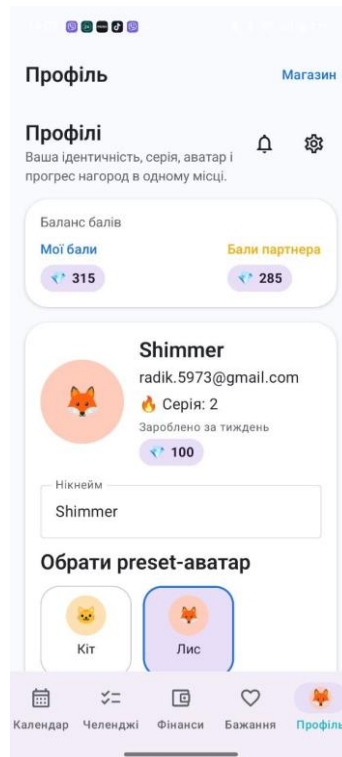 Профіль
Магазин
Профілі
Ваша ідентичність, серія, аватар і
прогрес нагород в одному місці.
Баланс балів
Мої бали
Бали партнера
315
285
Shimmer
radik.5973@gmail.com
Серія: 2
Зароблено за тиждень
100
Нікнейм
Shimmer
Обрати preset-аватар
Кіт
Лис
Календар
Челенджі
Фінанси
Бажання
Профіль